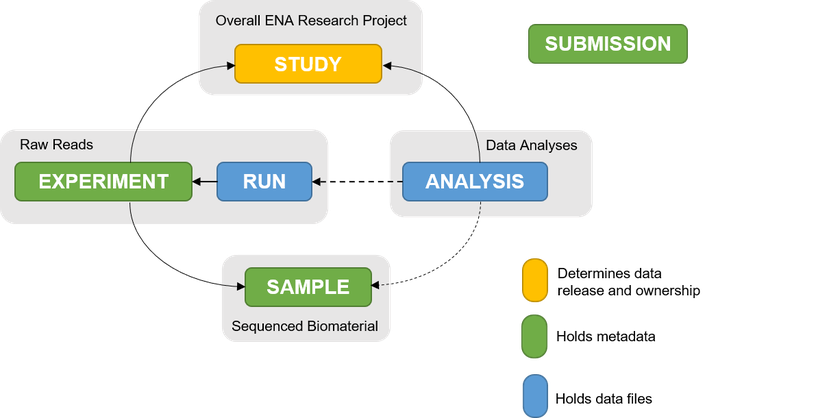 Overall ENA Research Project
STUDY
SUBMISSION
Raw Reads
EXPERIMENT
RUN
Data Analyses
ANALYSIS
SAMPLE
Sequenced Biomaterial
Determines data
release and ownership
Holds metadata
Holds data files